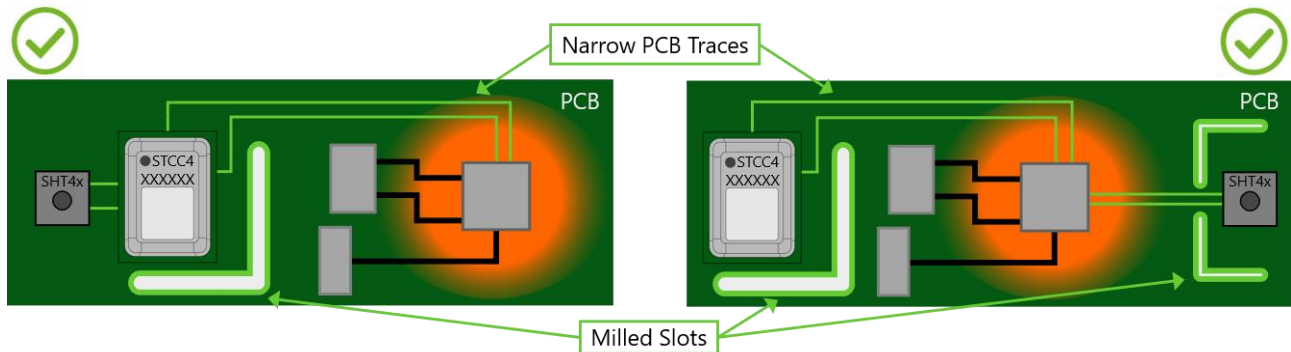 Narrow PCB Traces
PCB
STCC4
XXXXXX
SHT4x
PCB
STCC4
XXXXXX
SHT4x
Milled Slots